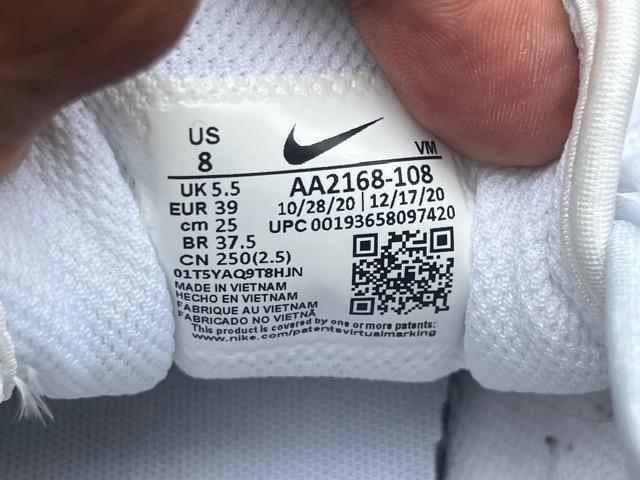 US
8
VM
UK 5.5
EUR 39
cm 25
BR 37.5
CN 250(2.5)
AA2168-108
10/28/20 | 12/17/20
UPC 00193658097420
01T5YAQ9T8HJN
MADE IN VIETNAM
HECHO EN VIETNAM
FABRIQUE AU VIETNAM
FABRICADO NO VIETNÃ
This product is covered by one or more patents:
www.nike.com/patentsvirtualmarking